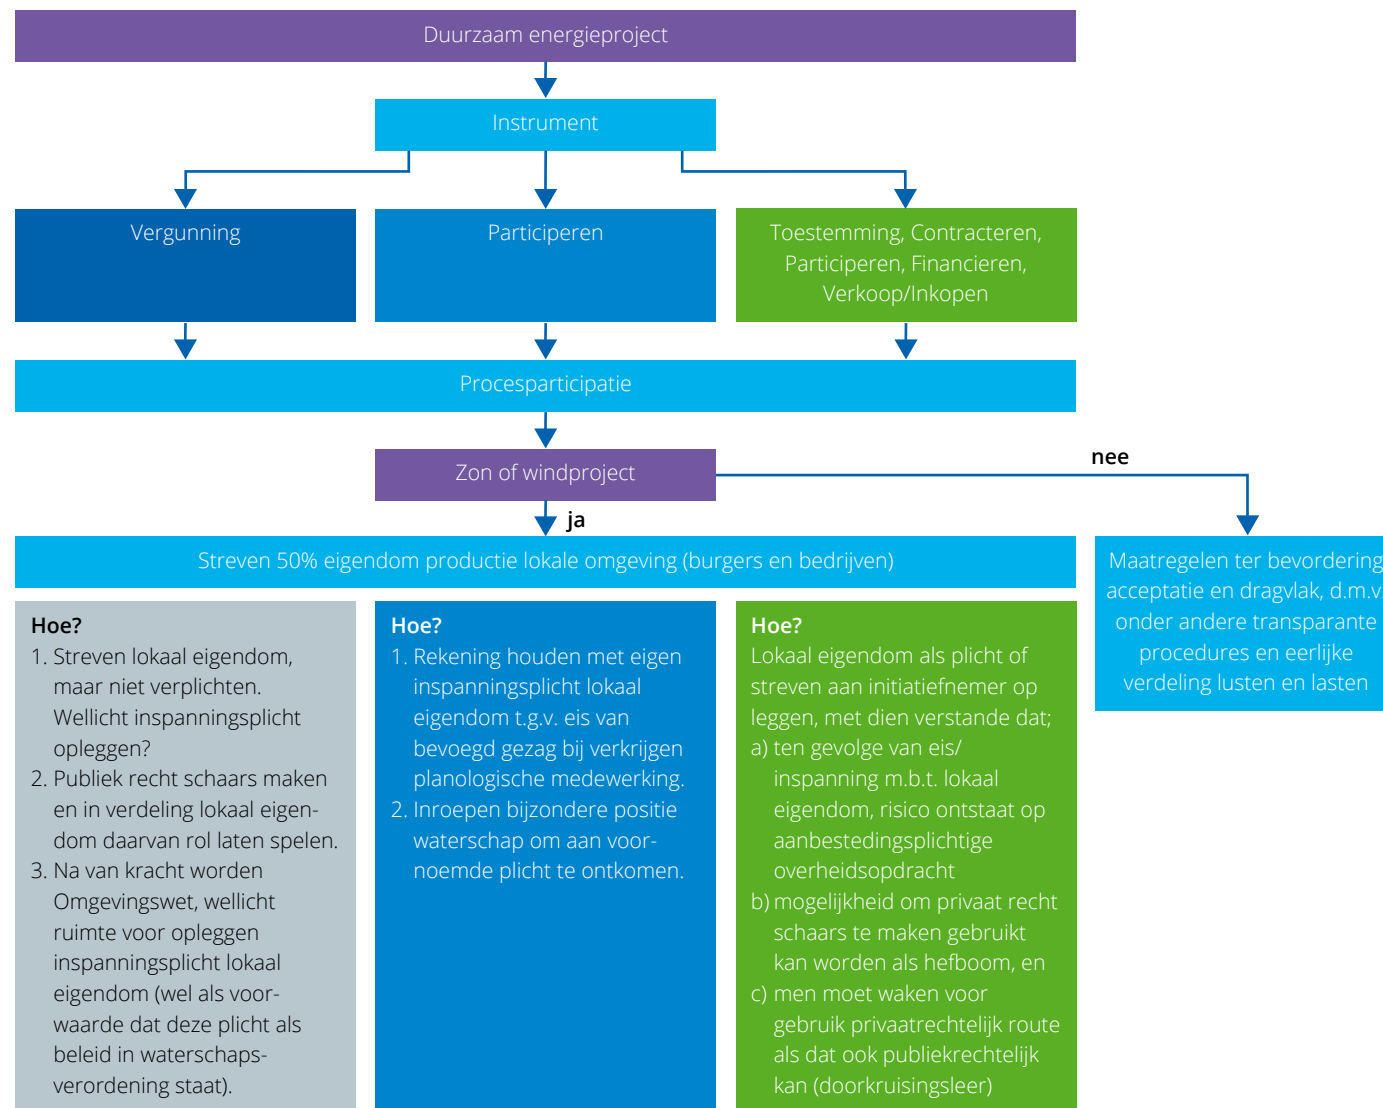 Duurzaam energieproject
Instrument
Vergunning
Participeren
Toestemming, Contracteren,
Participeren, Financieren,
Verkoop/Inkopen
Procesparticipatie
Zon of windproject
nee
ja
Streven 50% eigendom productie lokale omgeving (burgers en bedrijven)
Maatregelen ter bevordering
acceptatie en dragvlak, d.m.v.
onder andere transparante
procedures en eerlijke
verdeling lusten en lasten
Hoe?
1. Streven lokaal eigendom,
maar niet verplichten.
Wellicht inspanningsplicht
opleggen?
2. Publiek recht schaars maken
en in verdeling lokaal eigen-
dom daarvan rol laten spelen.
3. Na van kracht worden
Omgevingswet, wellicht
ruimte voor opleggen
inspanningsplicht lokaal
eigendom (wel als voor-
waarde dat deze plicht als
beleid in waterschaps-
verordening staat).
Hoe?
1. Rekening houden met eigen
inspanningsplicht lokaal
eigendom t.g.v. eis van
bevoegd gezag bij verkrijgen
planologische medewerking.
2. Inroepen bijzondere positie
waterschap om aan voor-
noemde plicht te ontkomen.
Hoe?
Lokaal eigendom als plicht of
streven aan initiatiefnemer op
leggen, met dien verstande dat;
a) ten gevolge van eis/
inspanning m.b.t. lokaal
eigendom, risico ontstaat op
aanbestedingsplichtige
overheidsopdracht
b) mogelijkheid om privaat recht
schaars te maken gebruikt
kan worden als hefboom, en
c) men moet waken voor
gebruik privaatrechtelijk route
als dat ook publiekrechtelijk
kan (doorkruisingsleer)